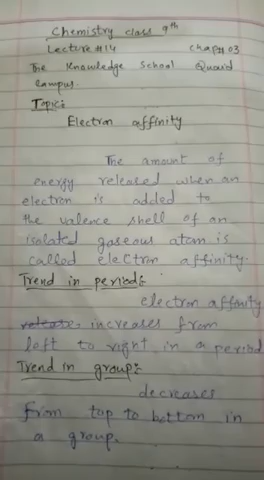 Chemistry class 9th
Lecture #14 Chap# 03
The Knowledge School Quaid
Campus.
Topic:
Electron affinity
The amount of
energy released when an
electron is added to
the valence shell of an
isolated gaseous atom is
called electron affinity.
Trend in period:
electron affinity
increases from
left to right in a period
Trend in group:
decreases
from top to bottom in
a group.